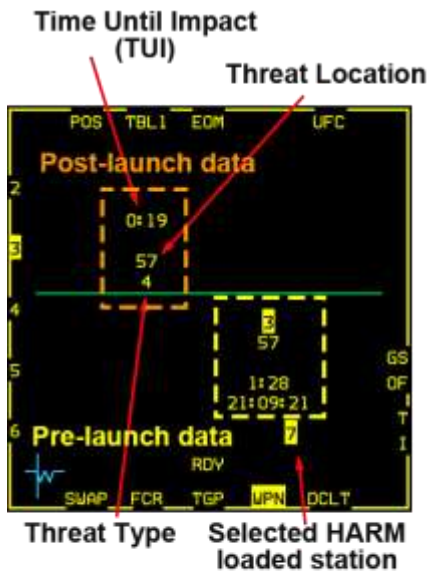 Time Until Impact
(TUI)
Threat Location
POS TBL1 EOM UFC
Post-launch data
2
0:19
3
57
4
4
3
57
5
GS
OF
1:28
21:09:21
T
6
Pre-launch data
7
I
RDY
SWAP FCR TGP WPN DCLT
Threat Type
Selected HARM
loaded station